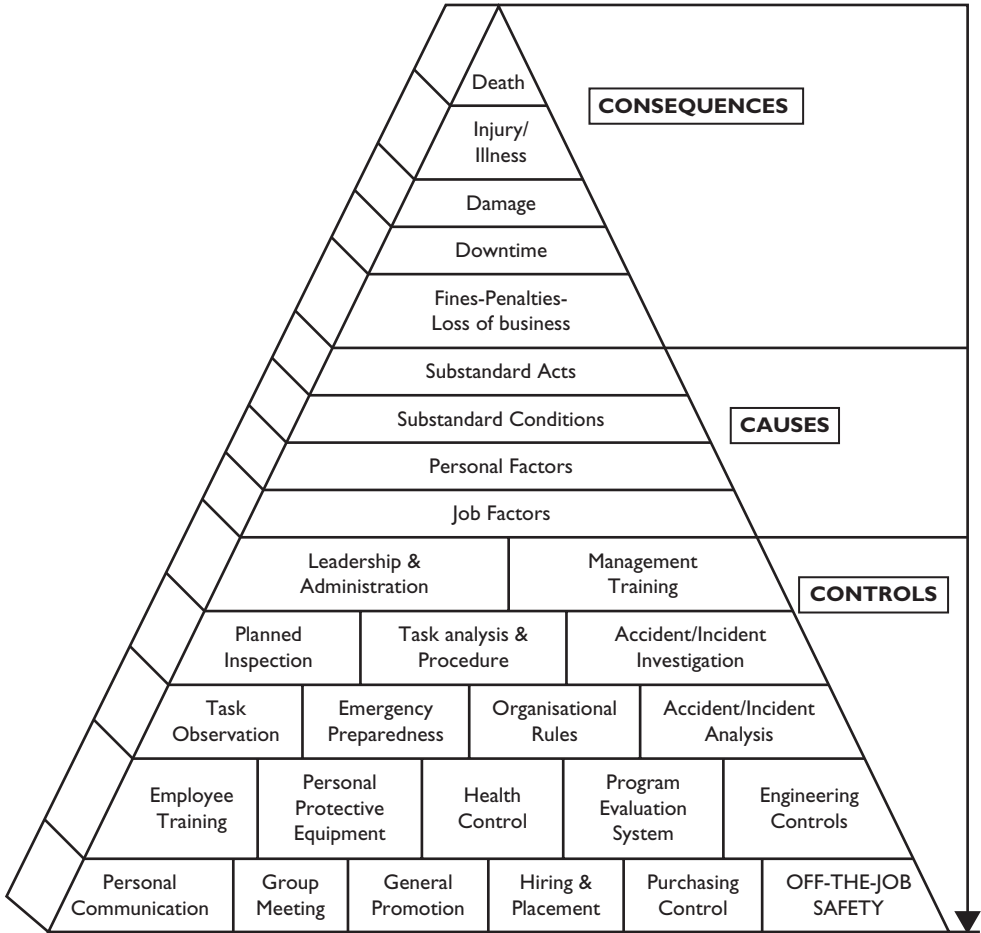 Death
CONSEQUENCES
Injury/
Illness
Damage
Downtime
Fines-Penalties-
Loss of business
Substandard Acts
Substandard Conditions
CAUSES
Personal Factors
Job Factors
Leadership &
Administration
Management
Training
CONTROLS
Planned
Inspection
Task analysis &
Procedure
Accident/Incident
Investigation
Task
Observation
Emergency
Preparedness
Organisational
Rules
Accident/Incident
Analysis
Employee
Training
Personal
Protective
Equipment
Health
Control
Program
Evaluation
System
Engineering
Controls
Personal
Communication
Group
Meeting
General
Promotion
Hiring &
Placement
Purchasing
Control
OFF-THE-JOB
SAFETY